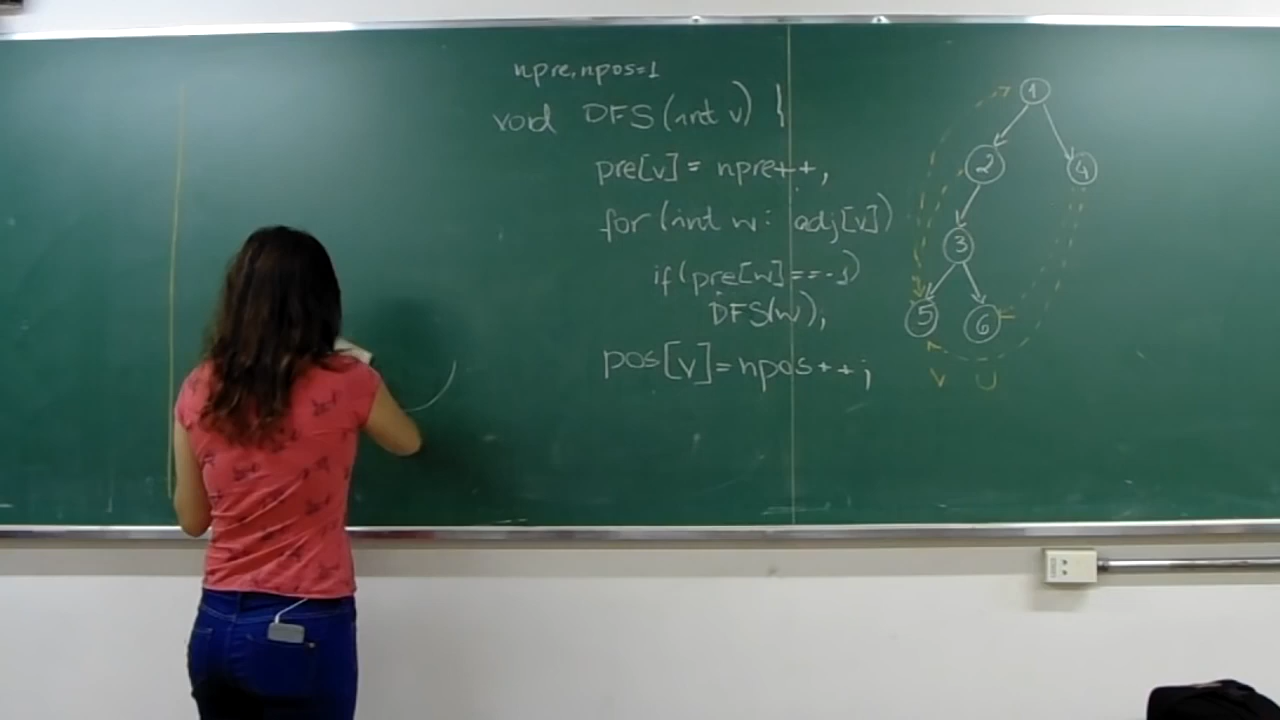 npre, npos=1
void DFS(int v) {
pre[v] = npre++;
for (int w: adj[v])
if(pre[w]==-1)
DFS(w);
pos[v]=npos++;
1
2
4
3
5
6
V U